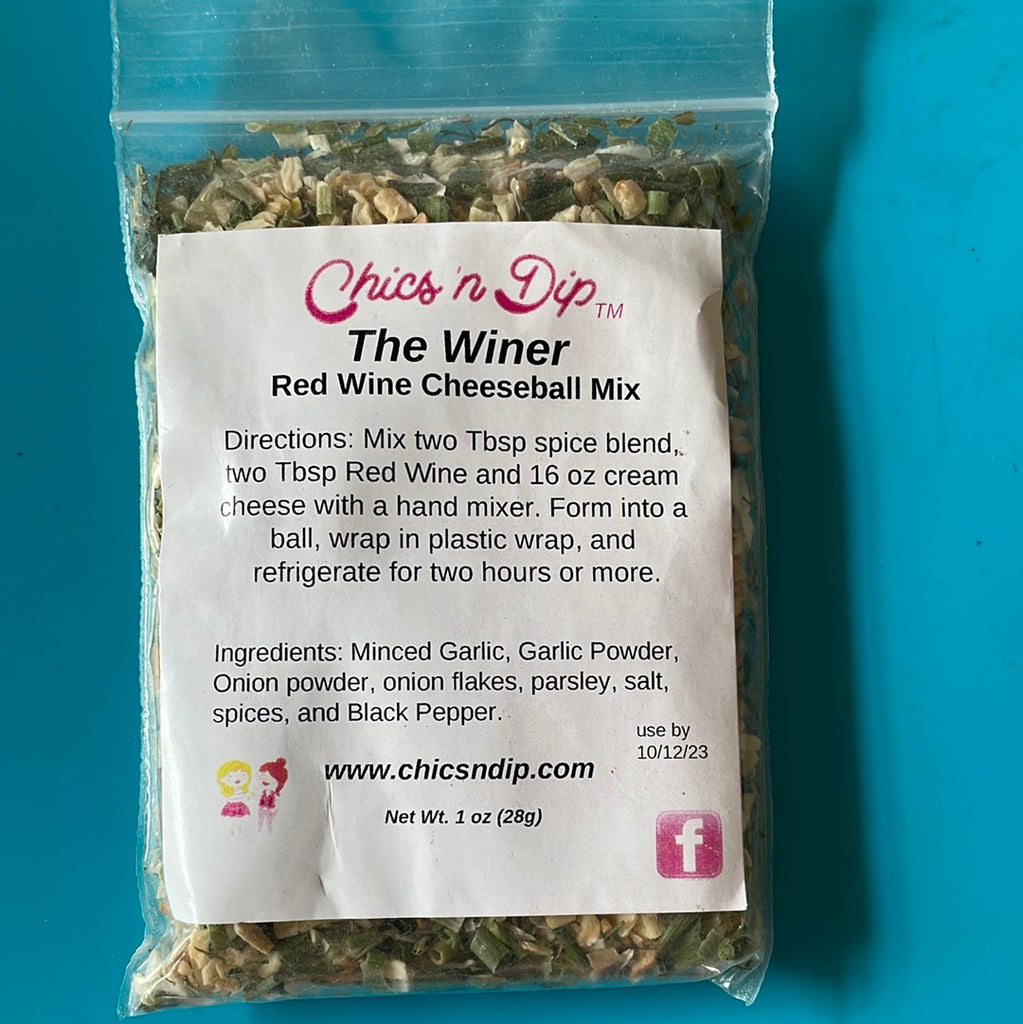 Chics 'n Dip TM
The Winer
Red Wine Cheeseball Mix
Directions: Mix two Tbsp spice blend,
two Tbsp Red Wine and 16 oz cream
cheese with a hand mixer. Form into a
ball, wrap in plastic wrap, and
refrigerate for two hours or more.
Ingredients: Minced Garlic, Garlic Powder,
Onion powder, onion flakes, parsley, salt,
spices, and Black Pepper.
use by
10/12/23
www.chicsndip.com
Net Wt. 1 oz (28g)
f